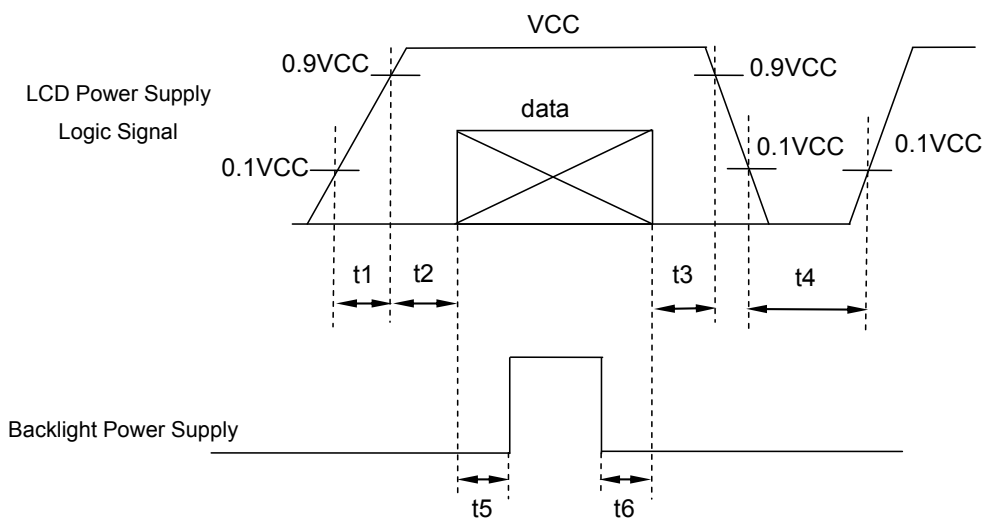 VCC
0.9VCC
0.9VCC
LCD Power Supply
Logic Signal
data
0.1VCC
0.1VCC
0.1VCC
t1
t2
t3
t4
Backlight Power Supply
t5
t6